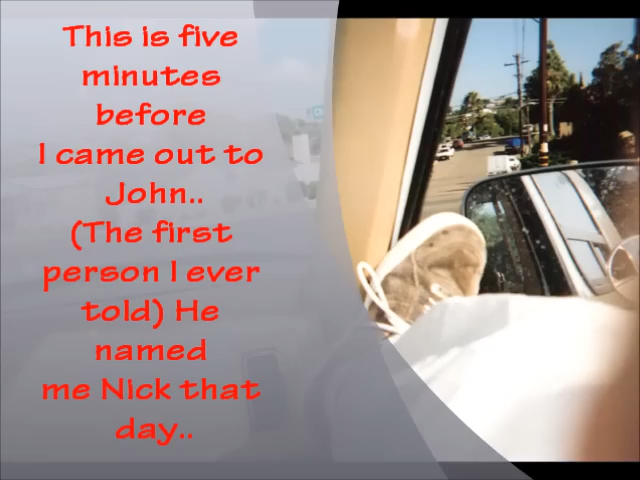 This is five
minutes
before
I came out to
John..
(The first
person I ever
told) He
named
me Nick that
day..